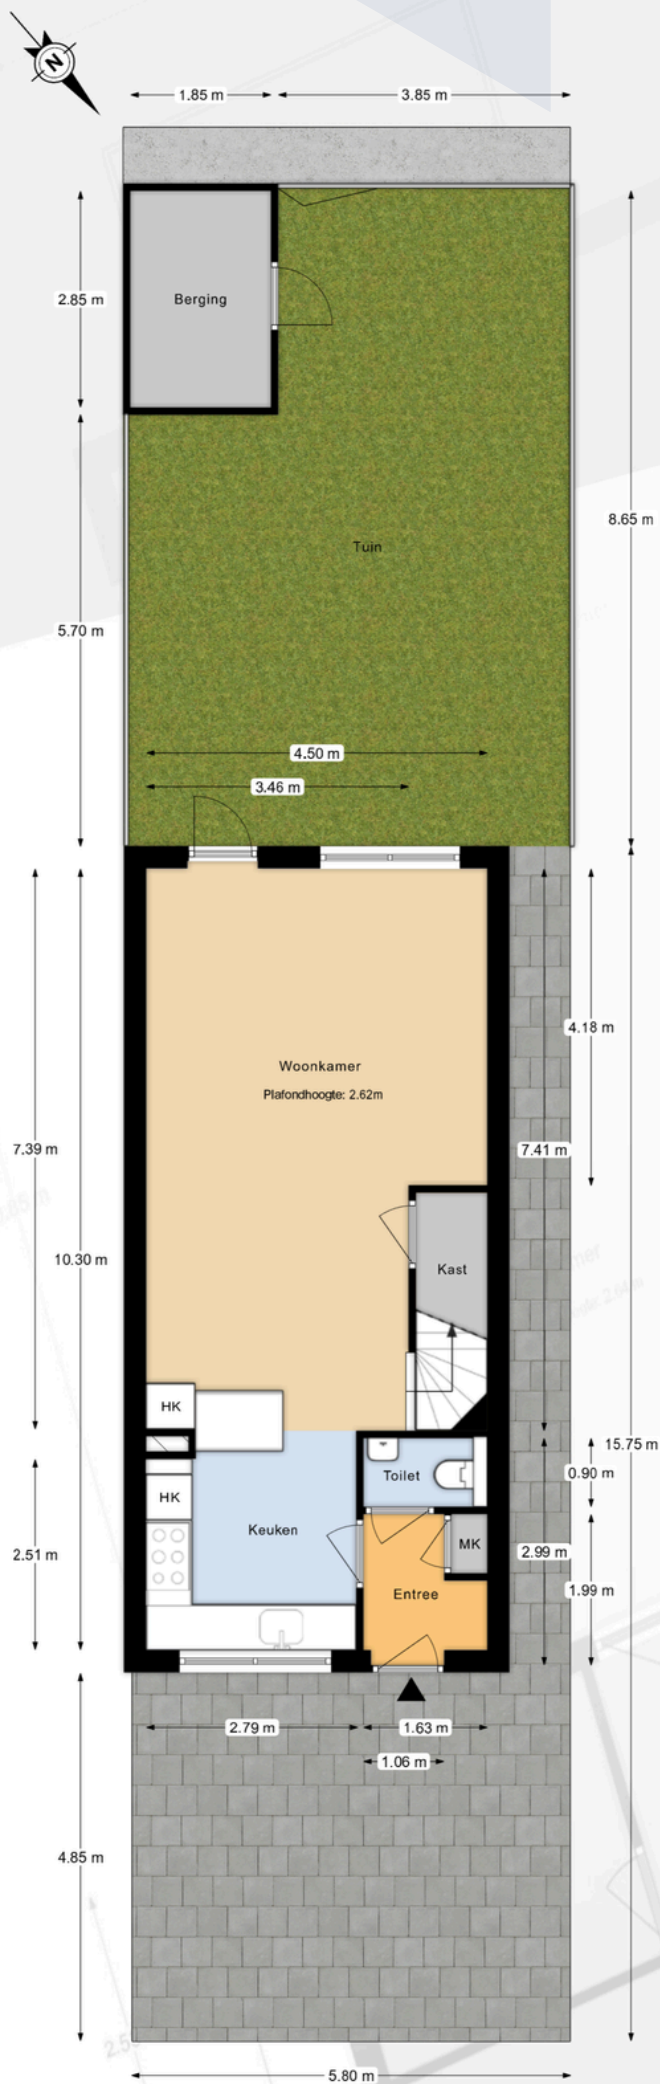 N
1.85 m
3.85 m
Berging
2.85 m
8.65 m
Tuin
5.70 m
4.50 m
3.46 m
4.18 m
Woonkamer
Plafondhoogte: 2.62m
7.39 m
7.41 m
10.30 m
Kast
HK
15.75 m
Toilet
0.90 m
HK
Keuken
MK
2.51 m
2.99 m
Entree
1.99 m
2.79 m
1.63 m
1.06 m
4.85 m
5.80 m